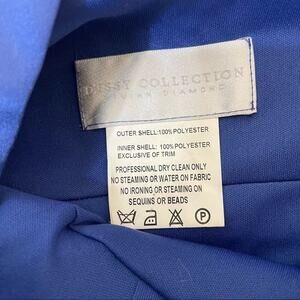 DESSY COLLECTION
OUTER SHELL:100%POLYESTER
INNER SHELL: 100%POLYESTER
EXCLUSIVE OF TRIM
PROFESSIONAL DRY CLEAN ONLY
NO STEAMING OR WATER ON FABRIC
NO IRONING OR STEAMING ON
SEQUINS OR BEADS
P